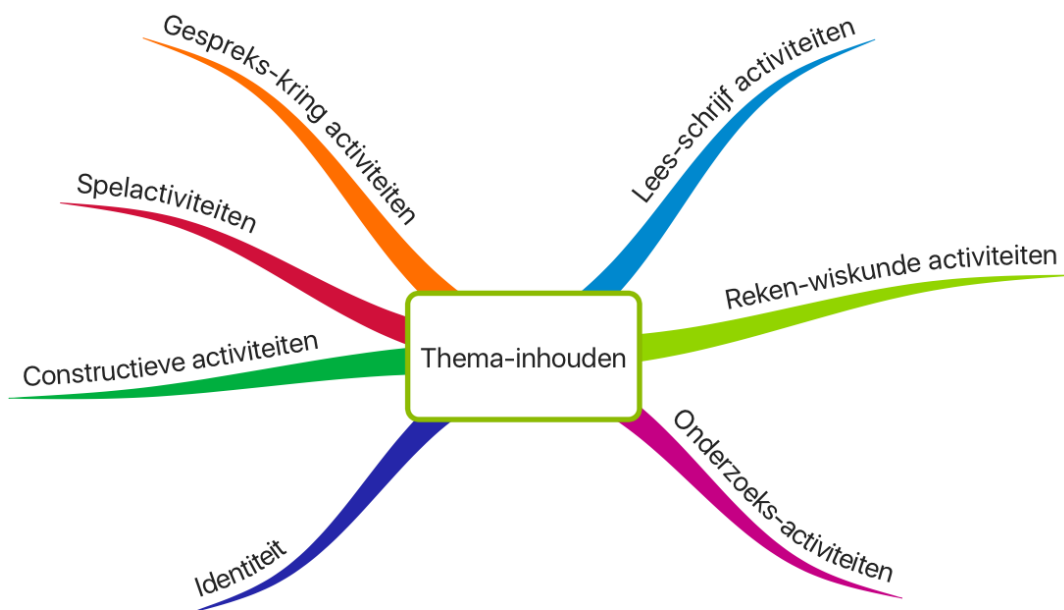 Gespreks-kring activiteiten
Lees-schrijf activiteiten
Spelactiviteiten
Reken-wiskunde activiteiten
Constructieve activiteiten
Thema-inhouden
Onderzoeks-activiteiten
Identiteit